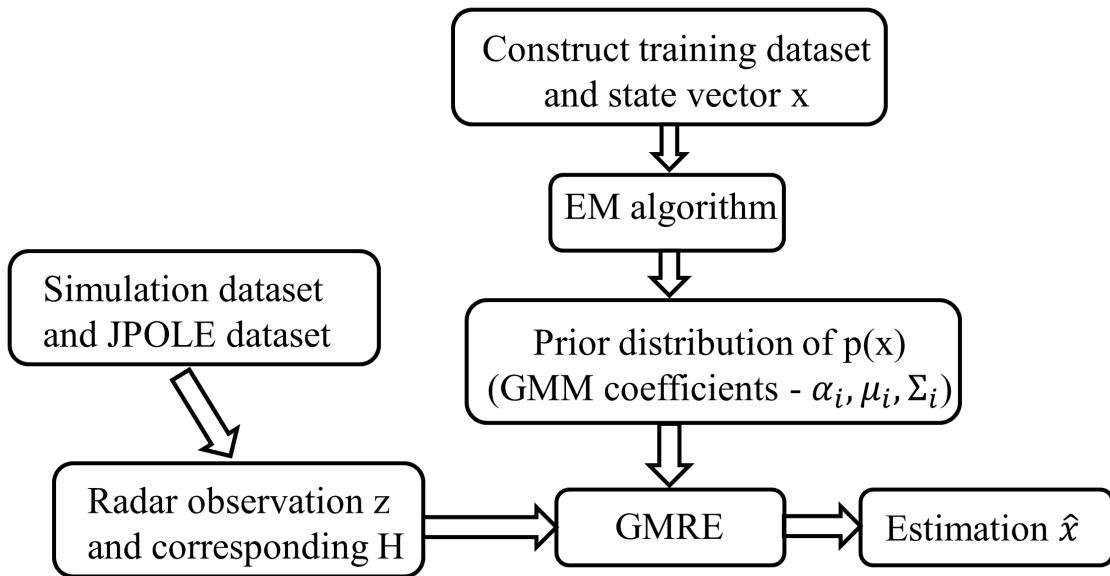 Construct training dataset
and state vector x
EM algorithm
Simulation dataset
and JPOLE dataset
Prior distribution of p(x)
(GMM coefficients - αᵢ, μᵢ, Σᵢ)
Radar observation z
and corresponding H
GMRE
Estimation x̂